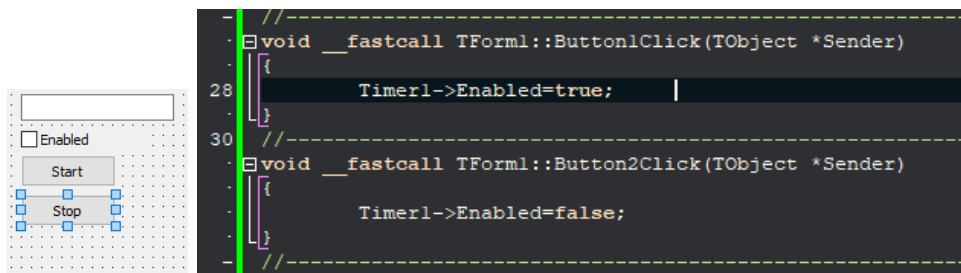 Enabled
Start
Stop
//------------------------------------------------------------
void __fastcall TForm1::Button1Click(TObject *Sender)
{
28 Timer1->Enabled=true;
}
30 //------------------------------------------------------------
void __fastcall TForm1::Button2Click(TObject *Sender)
{
Timer1->Enabled=false;
}
//------------------------------------------------------------